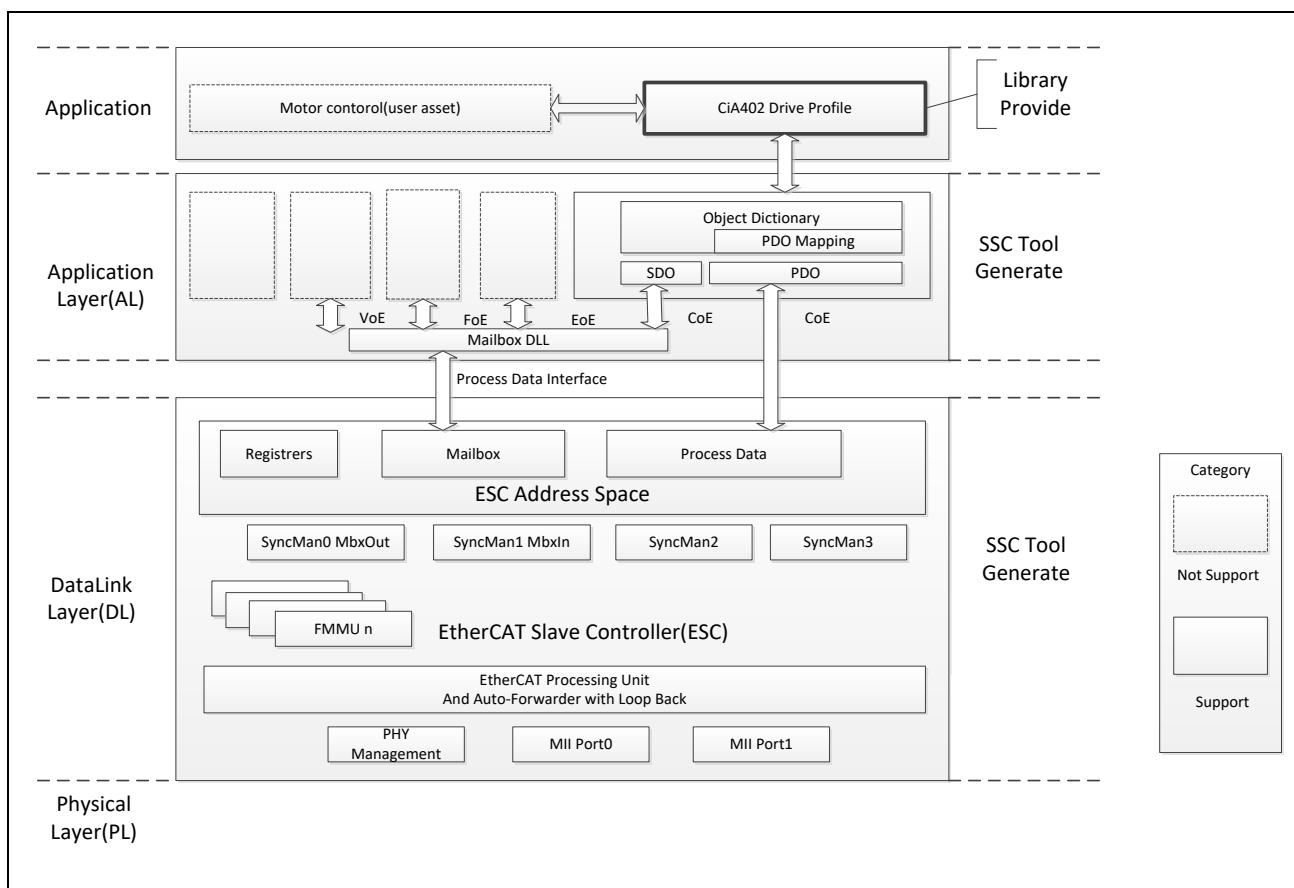 Application
Motor contorol(user asset)
CiA402 Drive Profile
Library
Provide
Application
Layer(AL)
Object Dictionary
PDO Mapping
SDO
PDO
VoE
FoE
EoE
CoE
CoE
Mailbox DLL
SSC Tool
Generate
Process Data Interface
DataLink
Layer(DL)
Registrers
Mailbox
Process Data
ESC Address Space
SyncMan0 MbxOut
SyncMan1 MbxIn
SyncMan2
SyncMan3
FMMU n
EtherCAT Slave Controller(ESC)
EtherCAT Processing Unit
And Auto-Forwarder with Loop Back
PHY
Management
MII Port0
MII Port1
SSC Tool
Generate
Physical
Layer(PL)
Category
Not Support
Support